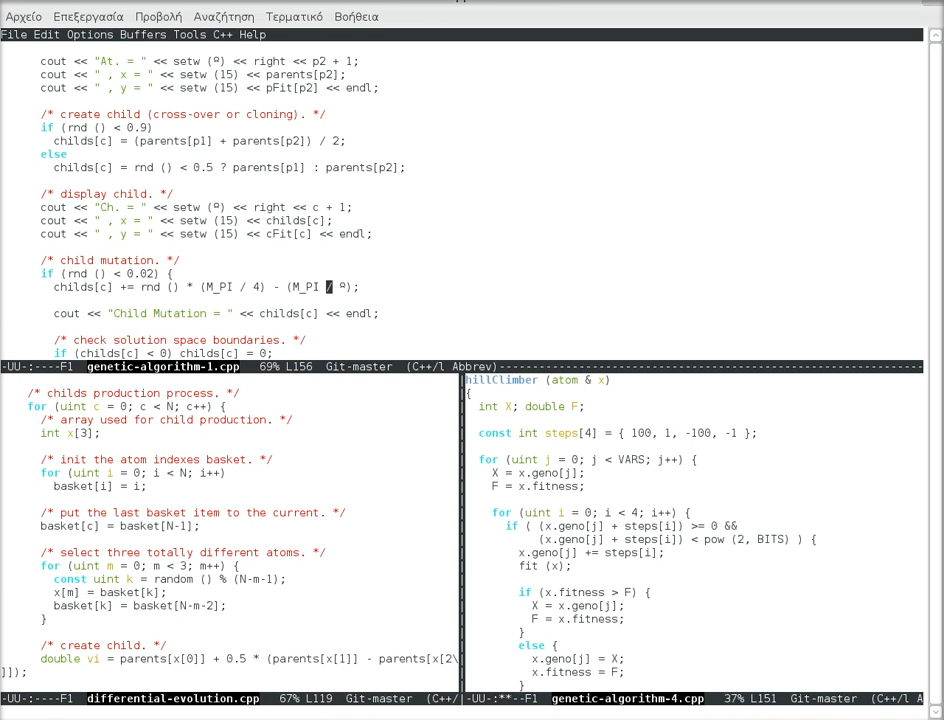 Αρχείο Επεξεργασία Προβολή Αναζήτηση Τερματικό Βοήθεια
File Edit Options Buffers Tools C++ Help
cout << "At. = " << setw (º) << right << p2 + 1;
cout << " , x = " << setw (15) << parents[p2];
cout << " , y = " << setw (15) << pFit[p2] << endl;
/* create child (cross-over or cloning). */
if (rnd () < 0.9)
childs[c] = (parents[p1] + parents[p2]) / 2;
else
childs[c] = rnd () < 0.5 ? parents[p1] : parents[p2];
/* display child. */
cout << "Ch. = " << setw (º) << right << c + 1;
cout << " , x = " << setw (15) << childs[c];
cout << " , y = " << setw (15) << cFit[c] << endl;
/* child mutation. */
if (rnd () < 0.02) {
childs[c] += rnd () * (M_PI / 4) - (M_PI / º);
cout << "Child Mutation = " << childs[c] << endl;
/* check solution space boundaries. */
if (childs[c] < 0) childs[c] = 0;
-UU-:----F1 genetic-algorithm-1.cpp 69% L156 Git-master (C++/l Abbrev)----------------------------------------------------------------
/* childs production process. */
for (uint c = 0; c < N; c++) {
/* array used for child production. */
int x[3];
/* init the atom indexes basket. */
for (uint i = 0; i < N; i++)
basket[i] = i;
/* put the last basket item to the current. */
basket[c] = basket[N-1];
/* select three totally different atoms. */
for (uint m = 0; m < 3; m++) {
const uint k = random () % (N-m-1);
x[m] = basket[k];
basket[k] = basket[N-m-2];
}
/* create child. */
double vi = parents[x[0]] + 0.5 * (parents[x[1]] - parents[x[2\
]]);
-UU-:----F1 differential-evolution.cpp 67% L119 Git-master (C++/
hillClimber (atom & x)
{
int X; double F;
const int steps[4] = { 100, 1, -100, -1 };
for (uint j = 0; j < VARS; j++) {
X = x.geno[j];
F = x.fitness;
for (uint i = 0; i < 4; i++) {
if ( (x.geno[j] + steps[i]) >= 0 &&
(x.geno[j] + steps[i]) < pow (2, BITS) ) {
x.geno[j] += steps[i];
fit (x);
if (x.fitness > F) {
X = x.geno[j];
F = x.fitness;
}
else {
x.geno[j] = X;
x.fitness = F;
}
-UU-:**--F1 genetic-algorithm-4.cpp 37% L151 Git-master (C++/l A